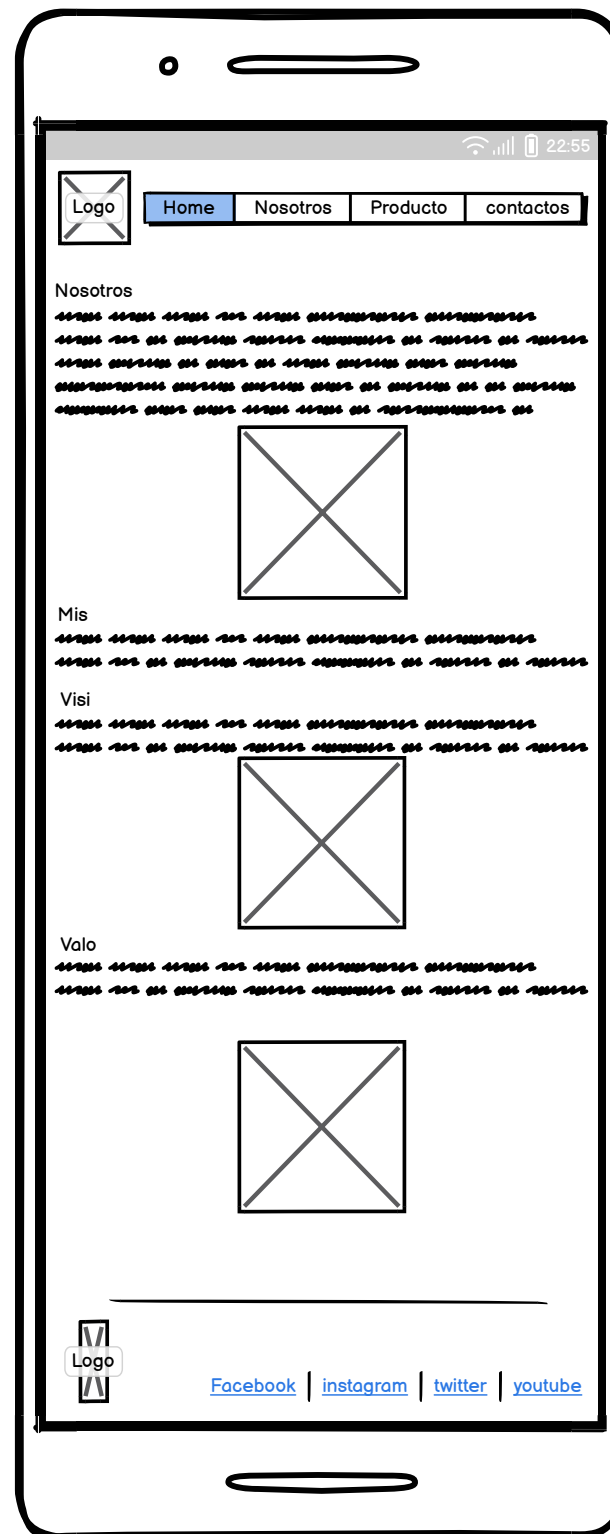 22:55
Logo
Home Nosotros Producto contactos
Nosotros
Mis
Visi
Valo
Logo
Facebook instagram twitter youtube